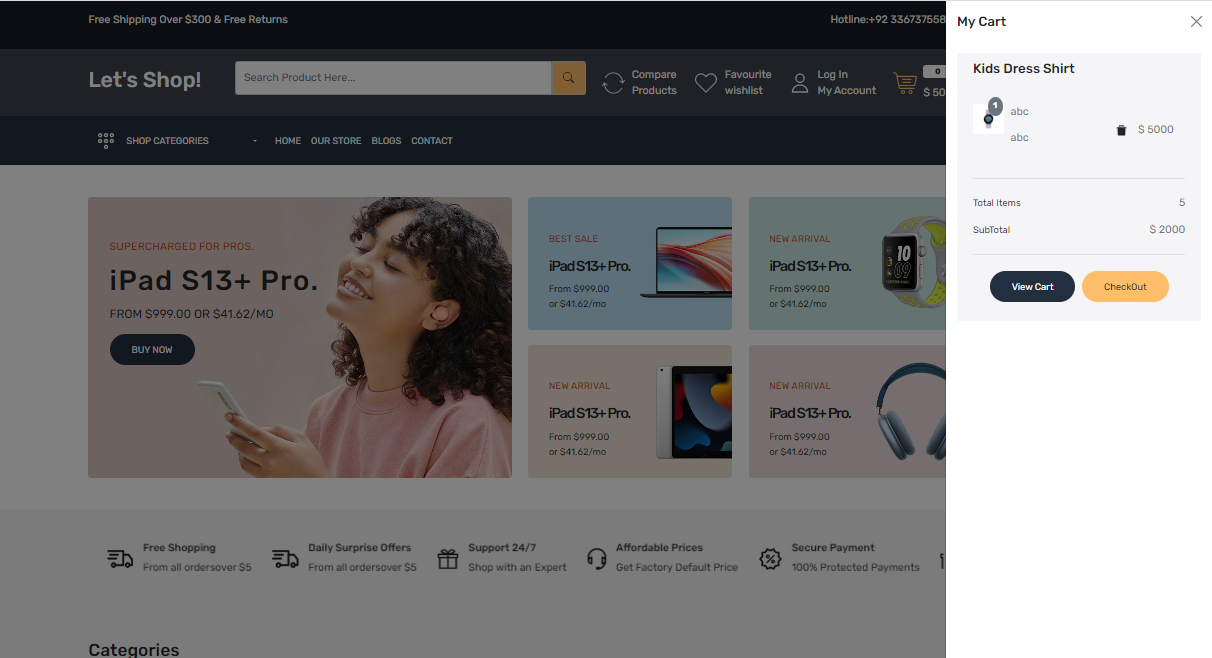 Free Shipping Over $300 & Free Returns
Hotline:+92 336737558
Let's Shop!
Search Product Here...
Compare
Products
Favourite
wishlist
Log In
My Account
0
$ 50
SHOP CATEGORIES
HOME
OUR STORE
BLOGS
CONTACT
SUPERCHARGED FOR PROS.
iPad S13+ Pro.
FROM $999.00 OR $41.62/MO
BUY NOW
BEST SALE
iPad S13+ Pro.
From $999.00
or $41.62/mo
NEW ARRIVAL
iPad S13+ Pro.
From $999.00
or $41.62/mo
10
09
NEW ARRIVAL
iPad S13+ Pro.
From $999.00
or $41.62/mo
NEW ARRIVAL
iPad S13+ Pro.
From $999.00
or $41.62/mo
Free Shopping
From all ordersover $5
Daily Surprise Offers
From all ordersover $5
Support 24/7
Shop with an Expert
Affordable Prices
Get Factory Default Price
Secure Payment
100% Protected Payments
Categories
My Cart
Kids Dress Shirt
1
abc
abc
$ 5000
Total Items
5
SubTotal
$ 2000
View Cart
CheckOut